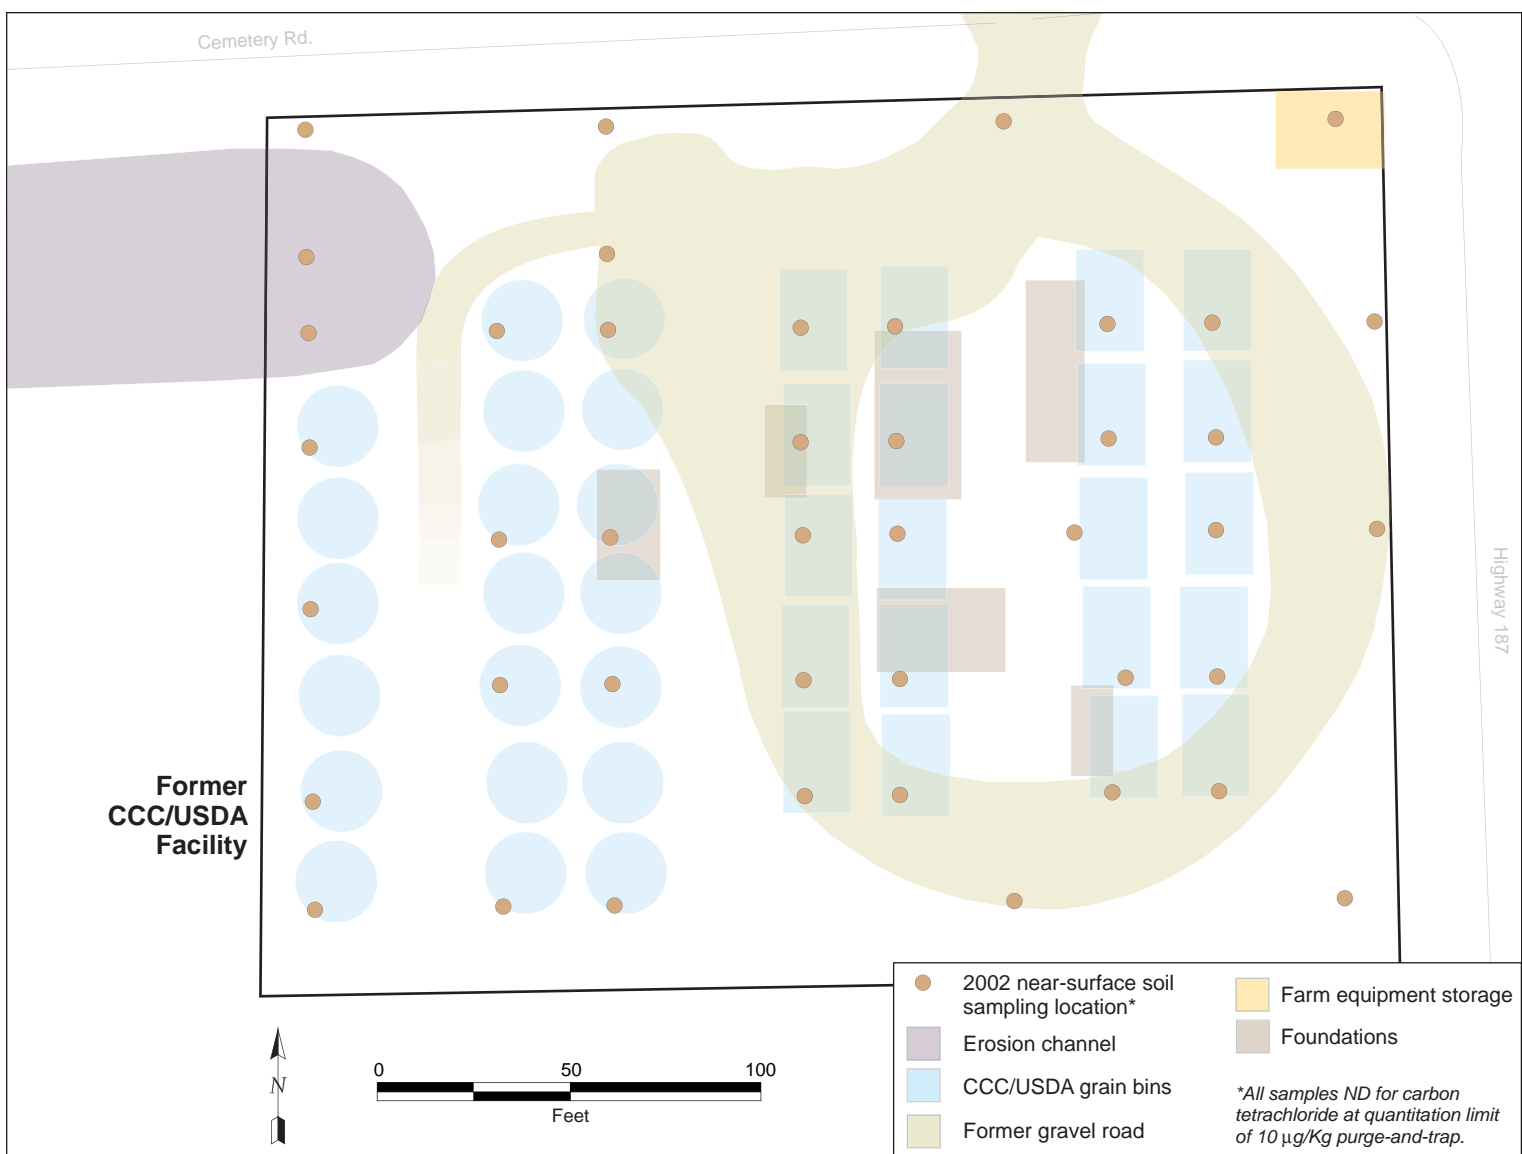 Cemetery Rd.
Highway 187
Former
CCC/USDA
Facility
N
0 50 100
Feet
2002 near-surface soil
sampling location*
Erosion channel
CCC/USDA grain bins
Former gravel road
Farm equipment storage
Foundations
*All samples ND for carbon
tetrachloride at quantitation limit
of 10 µg/Kg purge-and-trap.